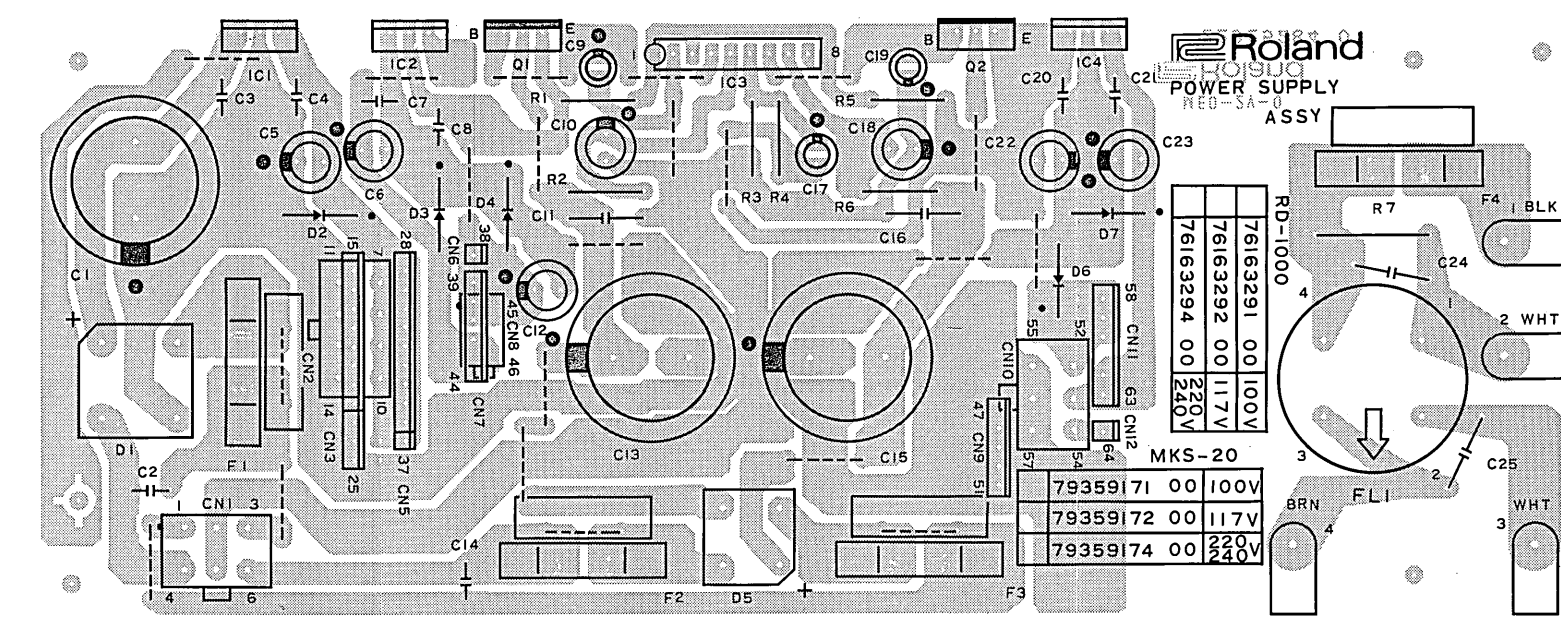 B E B E
C9 1 8 C19
IC1 IC2 Q1 IC3 Q2 IC4
Roland
POWER SUPPLY
ASSY
C3 C4 C7 R1 R5 C20 C21
C5 C8 C10 C18 C22 C23
C6 R2 R3 R4 C17 R6
D2 D3 D4 C11 C16 D7
C1
15 7 28 38
11
CN6 39
D6
C12
45 CN8 46
+
CN2
55 52 58
CN10 CN11
14 10 44 CN7
63
D1 CN3 37 CN5
47 CN9 51
CN12 64
57 54
C2 F1 25 C13 C15
1 CN1 3
C14
4 6
F2 D5 + F3
RD-1000
76163291 00 100V
76163292 00 117V
76163294 00 220 240V
MKS-20
79359171 00 100V
79359172 00 117V
79359174 00 220 240V
R7 F4
1 BLK
C24
4 1
2 WHT
3 2
C25
FL1
BRN
4
WHT
3